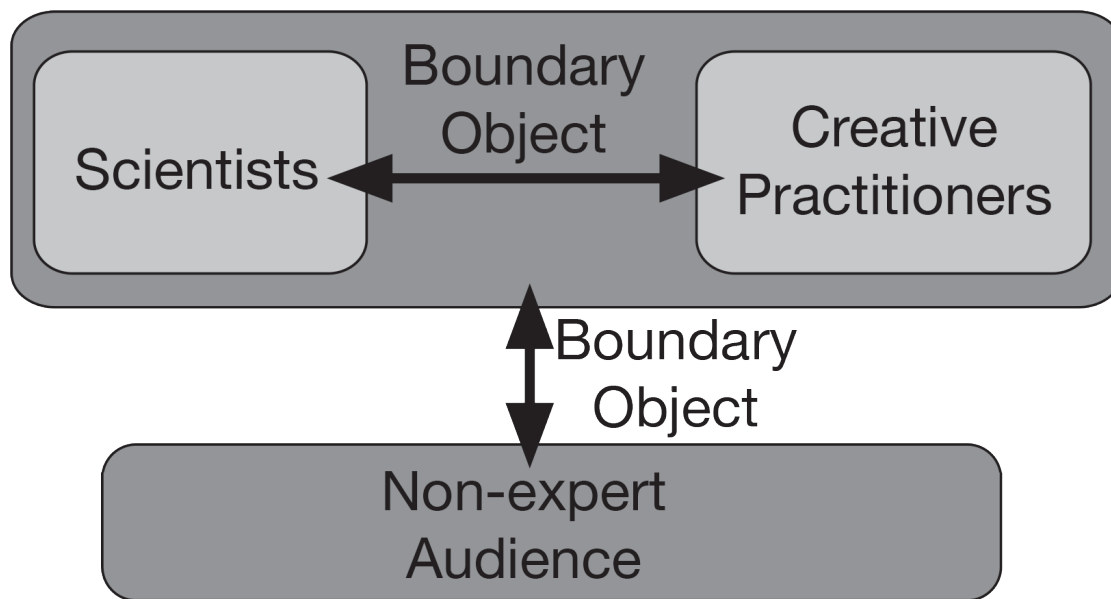 Boundary
Object
Scientists
Creative
Practitioners
Boundary
Object
Non-expert
Audience